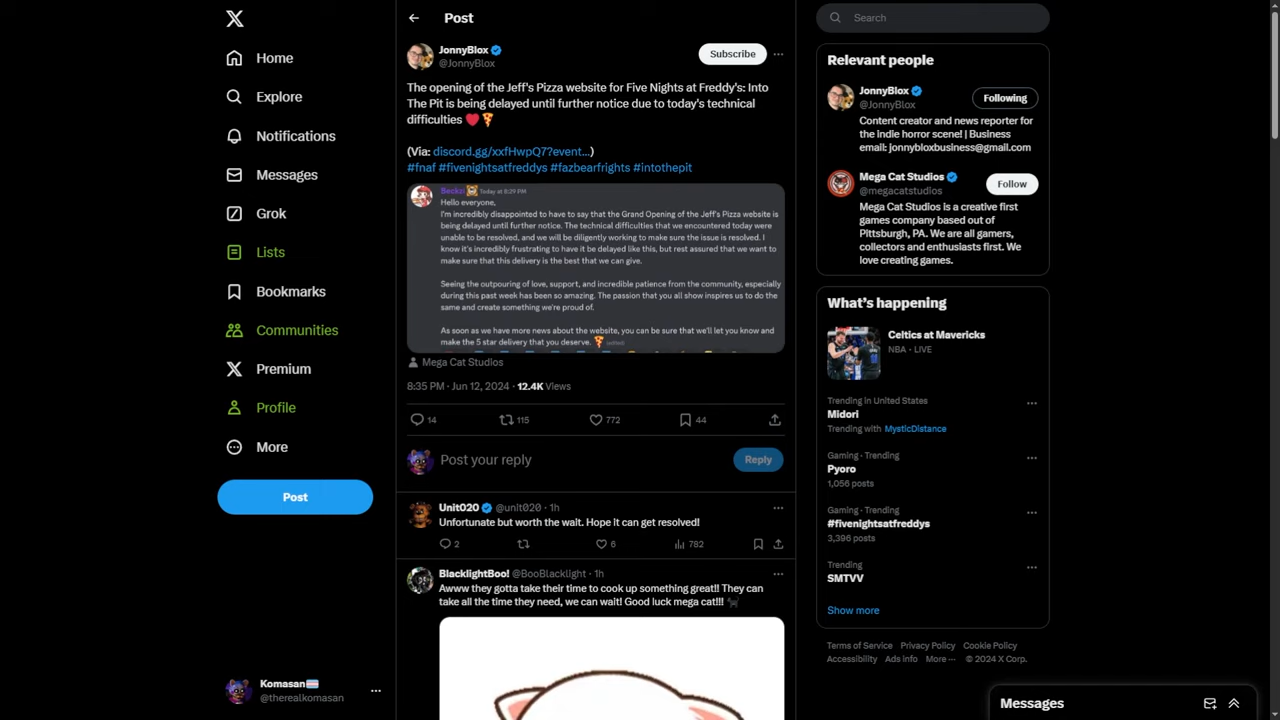 Home
Explore
Notifications
Messages
Grok
Lists
Bookmarks
Communities
Premium
Profile
More
Post
Komasan
@therealkomasan
Post
JonnyBlox
@JonnyBlox
Subscribe
The opening of the Jeff's Pizza website for Five Nights at Freddy's: Into
The Pit is being delayed until further notice due to today's technical
difficulties ❤️🍕
(Via: discord.gg/xxfHwpQ7?event...)
#fnaf #fivenightsatfreddys #fazbearfrights #intothepit
Becko Today at 8:29 PM
Hello everyone,
I'm incredibly disappointed to have to say that the Grand Opening of the Jeff's Pizza website is
being delayed until further notice. The technical difficulties that we encountered today were
unable to be resolved, and we will be diligently working to make sure the issue is resolved. I
know it's incredibly frustrating to have it be delayed like this, but rest assured that we want to
make sure that this delivery is the best that we can give.
Seeing the outpouring of love, support, and incredible patience from the community, especially
during this past week has been so amazing. The passion that you all show inspires us to do the
same and create something we're proud of.
As soon as we have more news about the website, you can be sure that we'll let you know and
make the 5 star delivery that you deserve. 🍕 (edited)
Mega Cat Studios
8:35 PM · Jun 12, 2024 · 12.4K Views
14 115 772 44
Post your reply
Reply
Unit020 @unit020 · 1h
Unfortunate but worth the wait. Hope it can get resolved!
2 6 782
BlacklightBoo! @BooBlacklight · 1h
Awww they gotta take their time to cook up something great!! They can
take all the time they need, we can wait! Good luck mega cat!!! 🐈‍⬛
Search
Relevant people
JonnyBlox
@JonnyBlox
Following
Content creator and news reporter for
the indie horror scene! | Business
email: jonnybloxbusiness@gmail.com
Mega Cat Studios
@megacatstudios
Follow
Mega Cat Studios is a creative first
games company based out of
Pittsburgh, PA. We are all gamers,
collectors and enthusiasts first. We
love creating games.
What's happening
Celtics at Mavericks
NBA · LIVE
Trending in United States
Midori
Trending with MysticDistance
Gaming · Trending
Pyoro
1,056 posts
Gaming · Trending
#fivenightsatfreddys
3,396 posts
Trending
SMTVV
Show more
Terms of Service Privacy Policy Cookie Policy
Accessibility Ads info More ··· © 2024 X Corp.
Messages